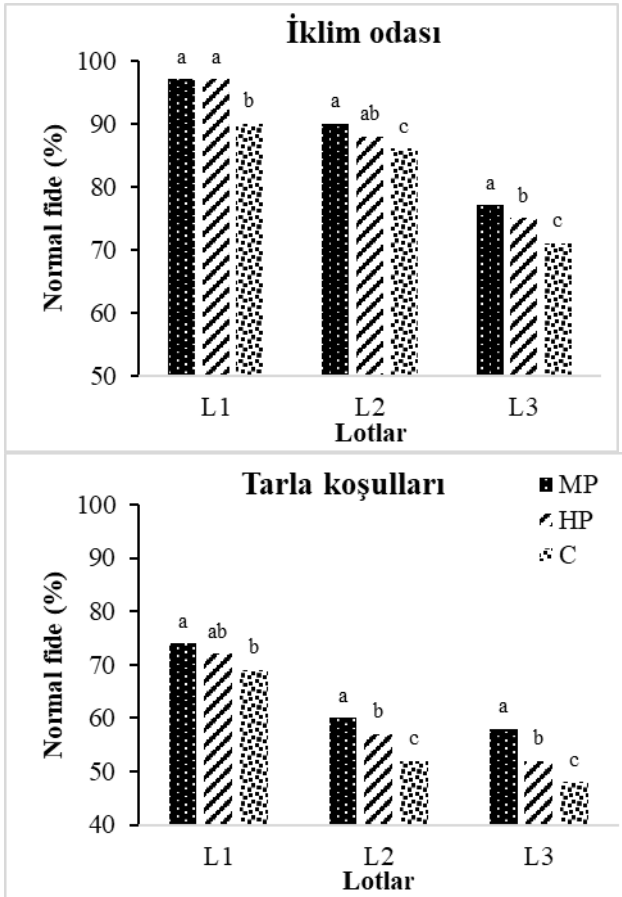 İklim odası
100
90
80
70
60
50
Normal fide (%)
a a b a ab c a b c
L1 L2 L3
Lotlar
Tarla koşulları
MP
HP
C
100
90
80
70
60
50
40
Normal fide (%)
a ab b a b c a b c
L1 L2 L3
Lotlar